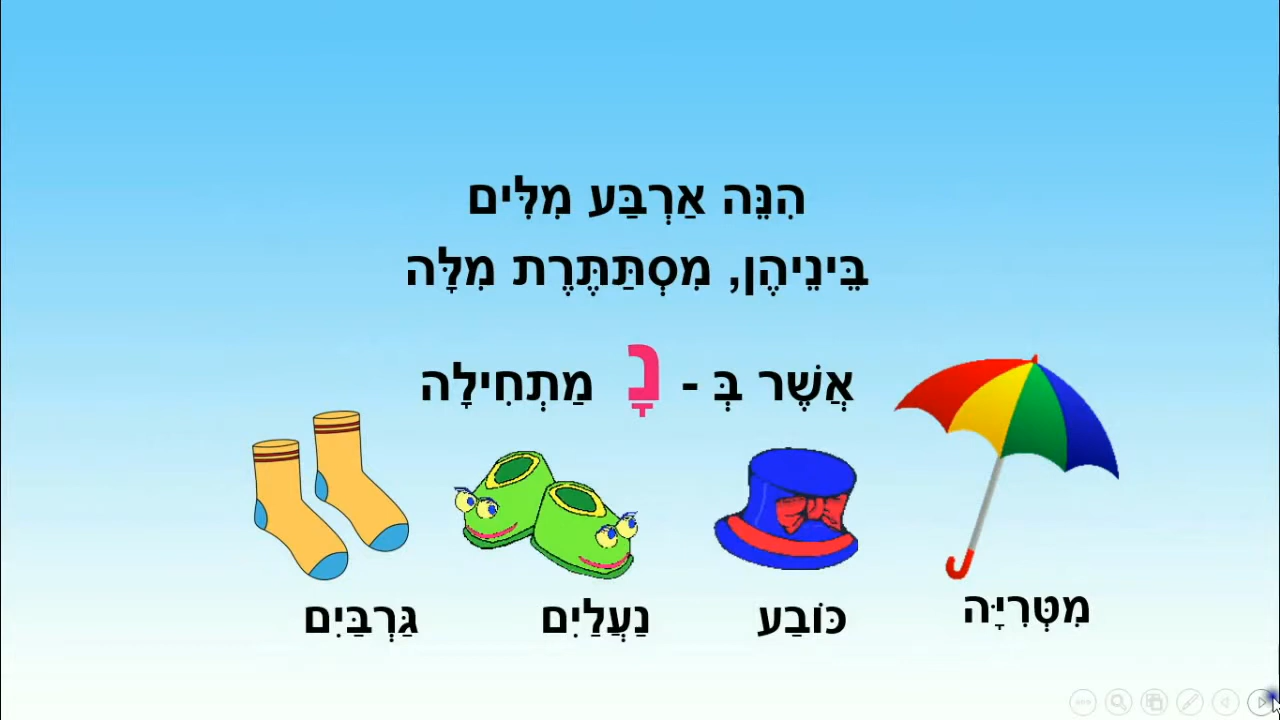 הִנֵּה אַרְבַּע מִלִּים
בֵּינֵיהֶן, מִסְתַּתֶּרֶת מִלָּה
אֲשֶׁר בְּ - נָ מַתְחִילָה
מִטְּרִיָּה
כּוֹבַע
נַעֲלַיִם
גַּרְבַּיִם